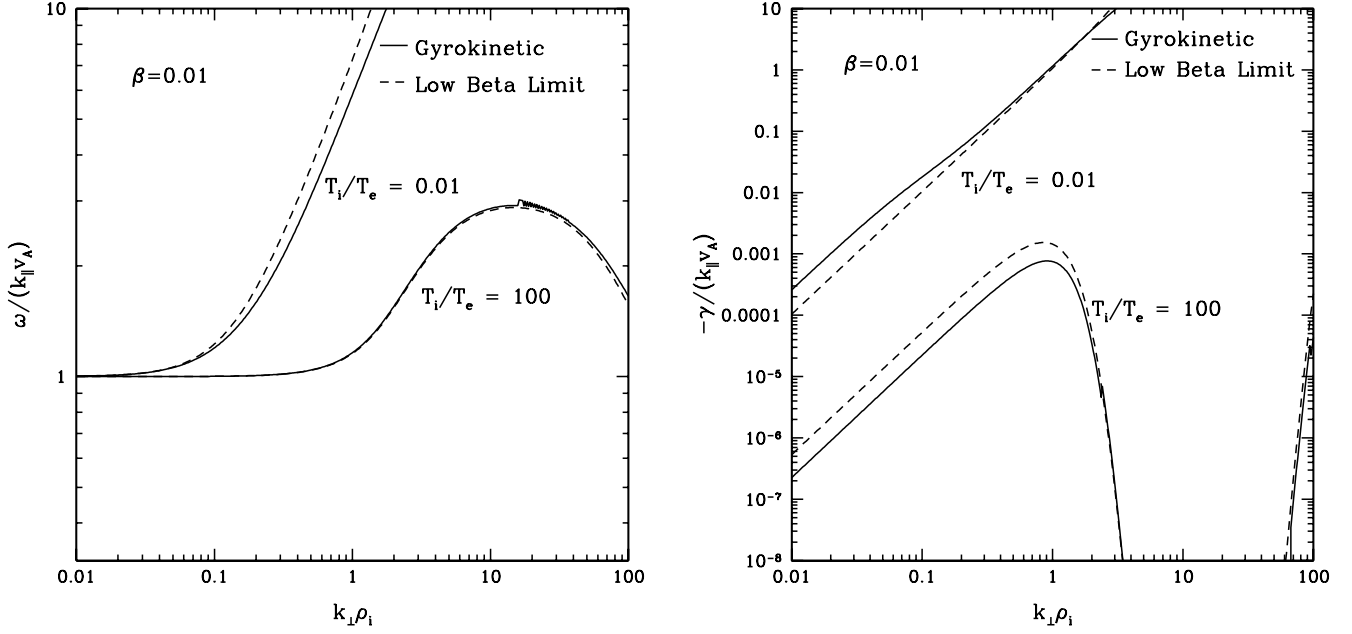 10
Gyrokinetic
β=0.01
Low Beta Limit
T_i/T_e = 0.01
T_i/T_e = 100
ω/(k_∥v_A)
1
0.01
0.1
1
10
100
k_⊥ρ_i
10
Gyrokinetic
β=0.01
Low Beta Limit
1
0.1
0.01
T_i/T_e = 0.01
0.001
−γ/(k_∥v_A)
0.0001
T_i/T_e = 100
10⁻⁵
10⁻⁶
10⁻⁷
10⁻⁸
0.01
0.1
1
10
100
k_⊥ρ_i